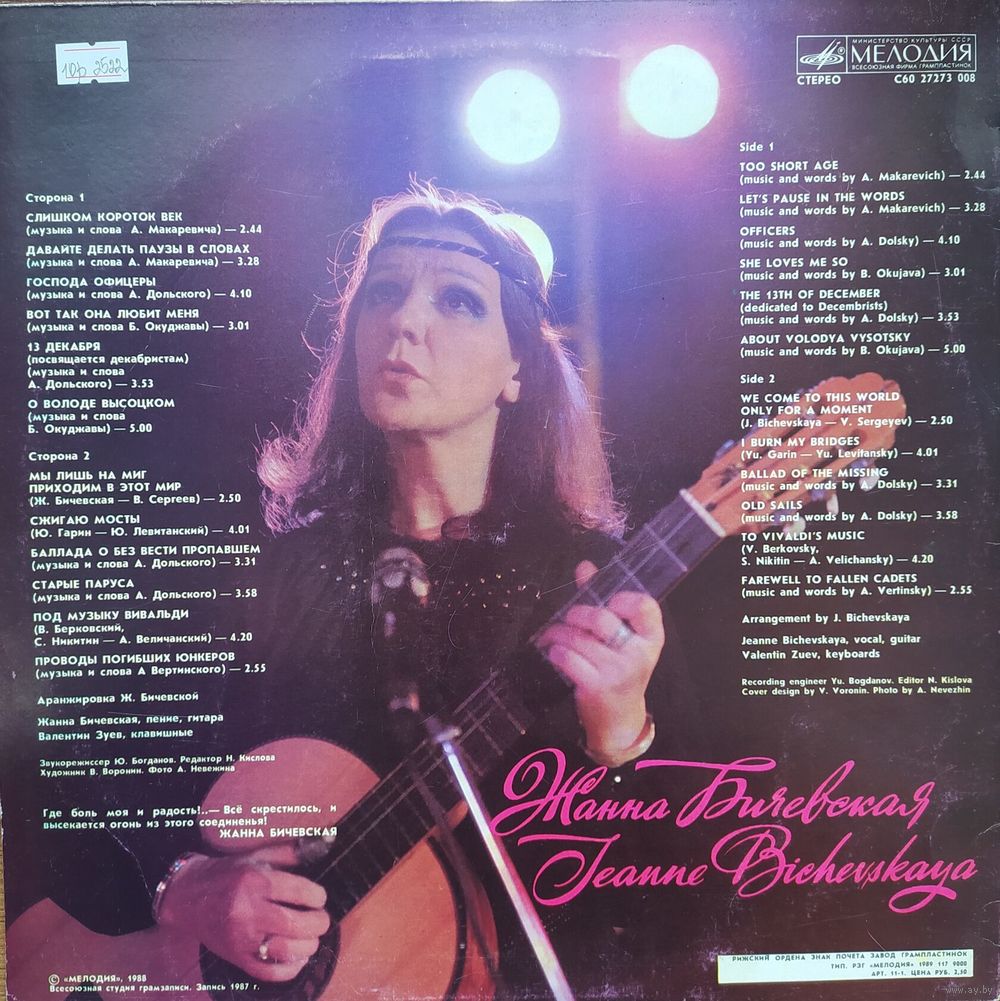 10р 2522
МИНИСТЕРСТВО КУЛЬТУРЫ СССР
МЕЛОДИЯ
ВСЕСОЮЗНАЯ ФИРМА ГРАМПЛАСТИНОК
СТЕРЕО С60 27273 008
Сторона 1
СЛИШКОМ КОРОТОК ВЕК
(музыка и слова А. Макаревича) — 2.44
ДАВАЙТЕ ДЕЛАТЬ ПАУЗЫ В СЛОВАХ
(музыка и слова А. Макаревича) — 3.28
ГОСПОДА ОФИЦЕРЫ
(музыка и слова А. Дольского) — 4.10
ВОТ ТАК ОНА ЛЮБИТ МЕНЯ
(музыка и слова Б. Окуджавы) — 3.01
13 ДЕКАБРЯ
(посвящается декабристам)
(музыка и слова
А. Дольского) — 3.53
О ВОЛОДЕ ВЫСОЦКОМ
(музыка и слова
Б. Окуджавы) — 5.00
Сторона 2
МЫ ЛИШЬ НА МИГ
ПРИХОДИМ В ЭТОТ МИР
(Ж. Бичевская — В. Сергеев) — 2.50
СЖИГАЮ МОСТЫ
(Ю. Гарин — Ю. Левитанский) — 4.01
БАЛЛАДА О БЕЗ ВЕСТИ ПРОПАВШЕМ
(музыка и слова А. Дольского) — 3.31
СТАРЫЕ ПАРУСА
(музыка и слова А. Дольского) — 3.58
ПОД МУЗЫКУ ВИВАЛЬДИ
(В. Берковский,
С. Никитин — А. Величанский) — 4.20
ПРОВОДЫ ПОГИБШИХ ЮНКЕРОВ
(музыка и слова А Вертинского) — 2.55
Аранжировка Ж. Бичевской
Жанна Бичевская, пение, гитара
Валентин Зуев, клавишные
Звукорежиссер Ю. Богданов. Редактор Н. Кислова
Художник В. Воронин. Фото А. Невежина
Где боль моя и радость!..— Всё скрестилось, и
высекается огонь из этого соединенья!
ЖАННА БИЧЕВСКАЯ
© «МЕЛОДИЯ», 1988
Всесоюзная студия грамзаписи. Запись 1987 г.
Side 1
TOO SHORT AGE
(music and words by A. Makarevich) — 2.44
LET'S PAUSE IN THE WORDS
(music and words by A. Makarevich) — 3.28
OFFICERS
(music and words by A. Dolsky) — 4.10
SHE LOVES ME SO
(music and words by B. Okujava) — 3.01
THE 13TH OF DECEMBER
(dedicated to Decembrists)
(music and words by A. Dolsky) — 3.53
ABOUT VOLODYA VYSOTSKY
(music and words by B. Okujava) — 5.00
Side 2
WE COME TO THIS WORLD
ONLY FOR A MOMENT
(J. Bichevskaya — V. Sergeyev) — 2.50
I BURN MY BRIDGES
(Yu. Garin — Yu. Levitansky) — 4.01
BALLAD OF THE MISSING
(music and words by A. Dolsky) — 3.31
OLD SAILS
(music and words by A. Dolsky) — 3.58
TO VIVALDI'S MUSIC
(V. Berkovsky,
S. Nikitin — A. Velichansky) — 4.20
FAREWELL TO FALLEN CADETS
(music and words by A. Vertinsky) — 2.55
Arrangement by J. Bichevskaya
Jeanne Bichevskaya, vocal, guitar
Valentin Zuev, keyboards
Recording engineer Yu. Bogdanov. Editor N. Kislova
Cover design by V. Voronin. Photo by A. Nevezhin
Жанна Бичевская
Jeanne Bichevskaya
РИЖСКИЙ ОРДЕНА ЗНАК ПОЧЕТА ЗАВОД ГРАМПЛАСТИНОК
ТИП. РЗГ «МЕЛОДИЯ» 1989 117 9000
АРТ. 11-1. ЦЕНА РУБ. 2,50
www.ay.by